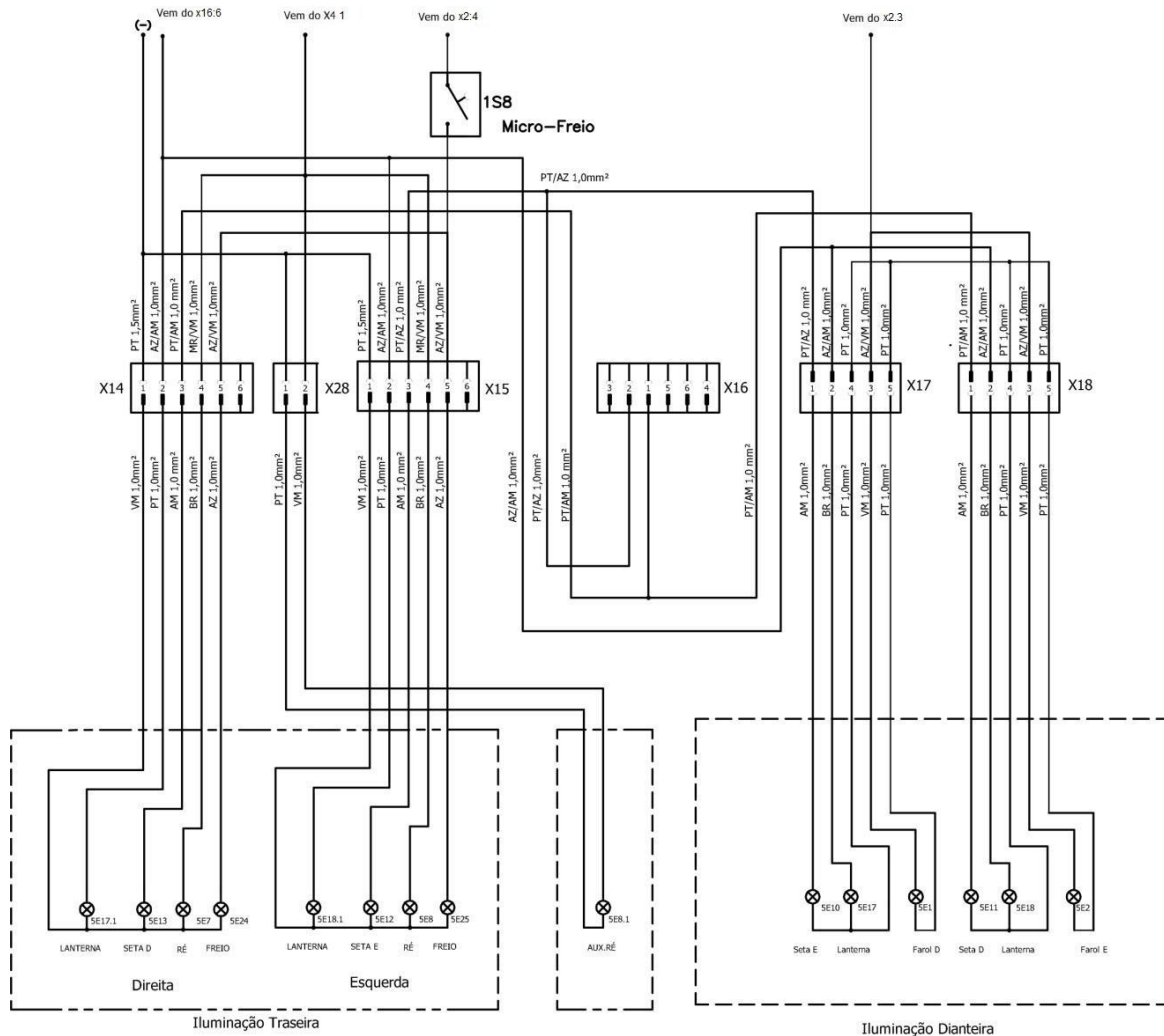 Vem do x16:6
Vem do X4 1
Vem do x2:4
Vem do x2.3
(-)
1S8
Micro-Freio
PT/AZ 1,0mm²
PT 1,5mm²
AZ/AM 1,0mm²
PT/AM 1,0 mm²
MR/VM 1,0mm²
AZ/VM 1,0mm²
PT 1,5mm²
AZ/AM 1,0mm²
PT/AZ 1,0 mm²
MR/VM 1,0mm²
AZ/VM 1,0mm²
PT/AZ 1,0 mm²
AZ/AM 1,0mm²
PT 1,0mm²
AZ/VM 1,0mm²
PT 1,0mm²
PT/AM 1,0 mm²
AZ/AM 1,0mm²
PT 1,0mm²
AZ/VM 1,0mm²
PT 1,0mm²
X14
1 2 3 4 5 6
1 2
X28
1 2 3 4 5 6
X15
3 2 1 5 6 4
X16
1 2 4 3 5
X17
1 2 4 3 5
X18
VM 1,0mm²
PT 1,0mm²
AM 1,0 mm²
BR 1,0mm²
AZ 1,0mm²
PT 1,0mm²
VM 1,0mm²
VM 1,0mm²
PT 1,0mm²
AM 1,0 mm²
BR 1,0mm²
AZ 1,0mm²
AZ/AM 1,0mm²
PT/AZ 1,0mm²
PT/AM 1,0 mm²
PT/AM 1,0 mm²
AM 1,0mm²
BR 1,0mm²
PT 1,0mm²
VM 1,0mm²
PT 1,0mm²
AM 1,0mm²
BR 1,0mm²
PT 1,0mm²
VM 1,0mm²
PT 1,0mm²
5E17.1
5E13
5E7
5E24
5E18.1
5E12
5E8
5E25
5E8.1
5E10
5E17
5E1
5E11
5E18
5E2
LANTERNA
SETA D
RÉ
FREIO
LANTERNA
SETA E
RÉ
FREIO
AUX.RÉ
Seta E
Lanterna
Farol D
Seta D
Lanterna
Farol E
Direita
Esquerda
Iluminação Traseira
Iluminação Dianteira